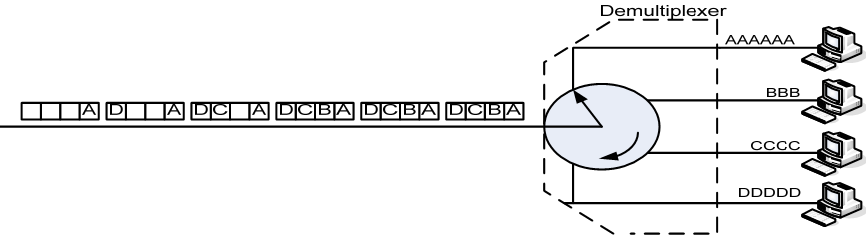 Demultiplexer
AAAAAA
BBB
A D A DC A DCBA DCBA DCBA
CCCC
DDDDD